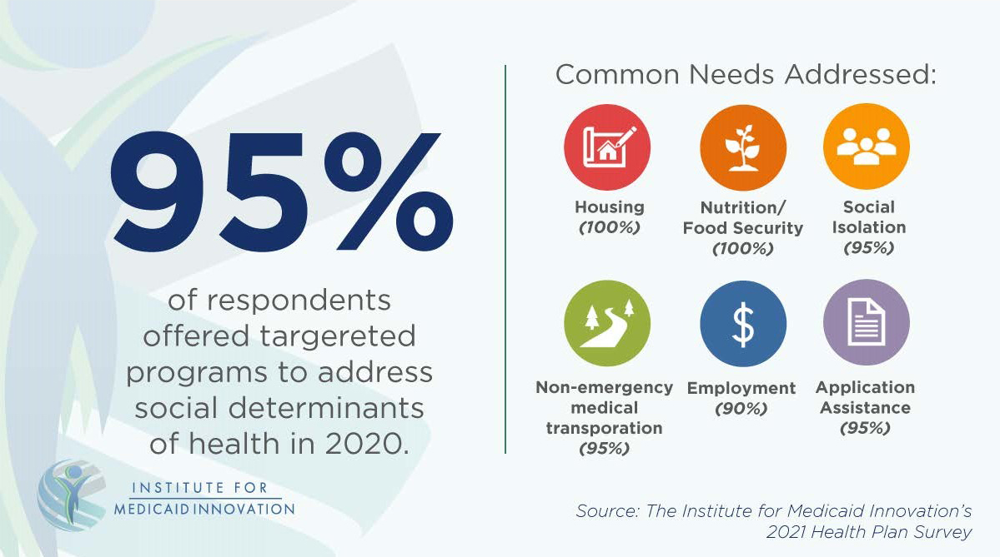 95%
of respondents
offered targereted
programs to address
social determinants
of health in 2020.
INSTITUTE FOR
MEDICAID INNOVATION
Common Needs Addressed:
Housing
(100%)
Nutrition/
Food Security
(100%)
Social
Isolation
(95%)
Non-emergency
medical
transporation
(95%)
Employment
(90%)
$
Application
Assistance
(95%)
Source: The Institute for Medicaid Innovation's
2021 Health Plan Survey